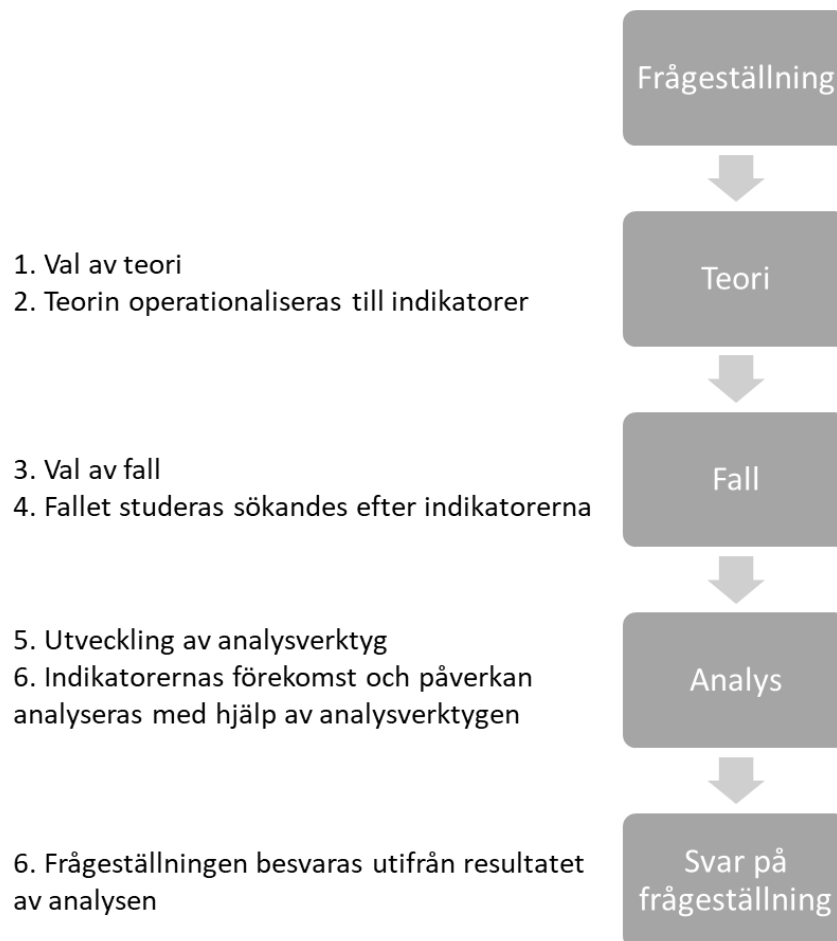 Frågeställning
1. Val av teori
2. Teorin operationaliseras till indikatorer
Teori
3. Val av fall
4. Fallet studeras sökandes efter indikatorerna
Fall
5. Utveckling av analysverktyg
6. Indikatorernas förekomst och påverkan
analyseras med hjälp av analysverktygen
Analys
6. Frågeställningen besvaras utifrån resultatet
av analysen
Svar på
frågeställning